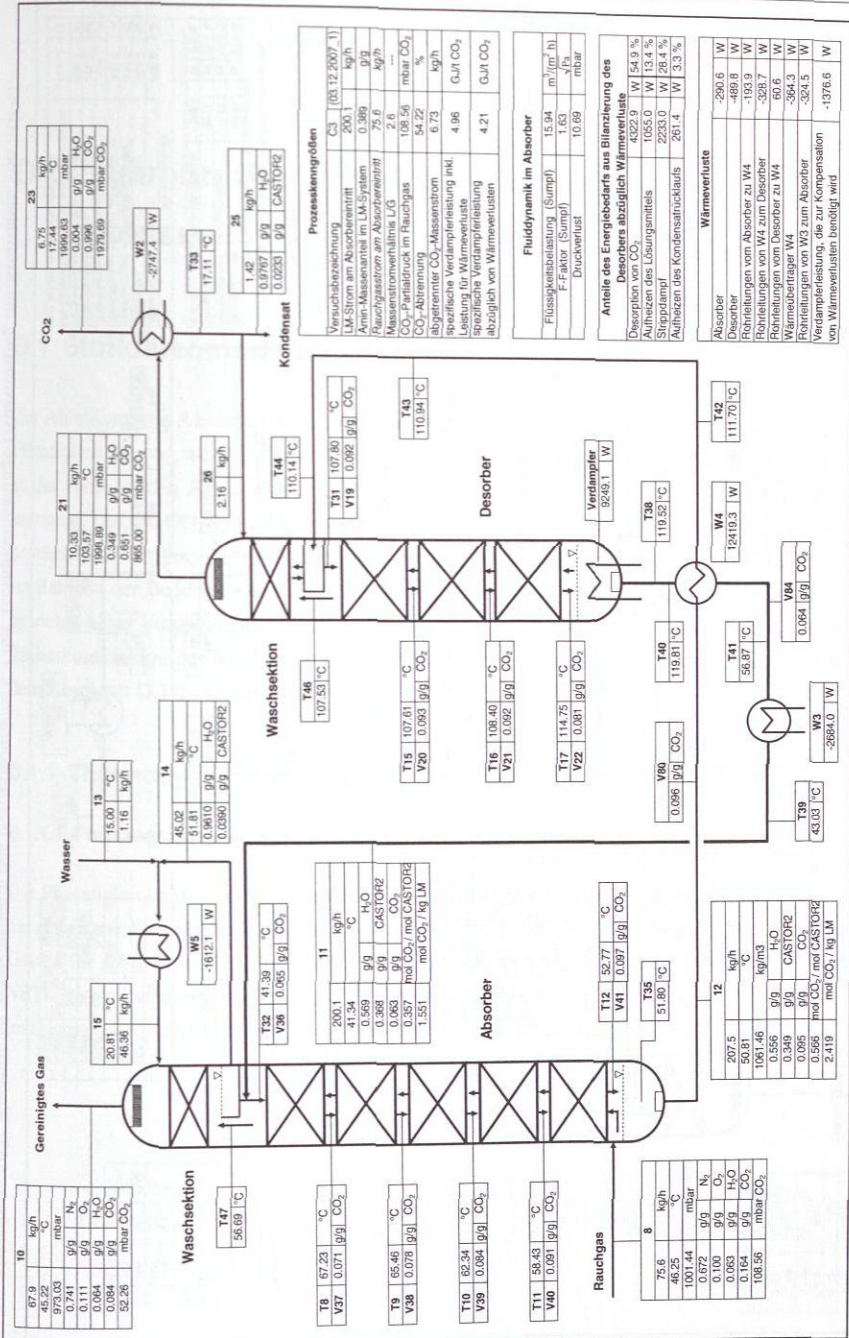 Gereinigtes Gas
10
67.9 kg/h
45.22 °C
973.03 mbar
0.741 g/g N₂
0.111 g/g O₂
0.064 g/g H₂O
0.084 g/g CO₂
52.26 mbar CO₂
15
20.81 °C
46.36 kg/h
Wasser
13
15.00 °C
1.16 kg/h
14
45.02 kg/h
51.81 °C
0.9610 g/g H₂O
0.0390 g/g CASTOR2
W5
-1612.1 W
Waschsektion
T47
56.69 °C
T32 41.39 °C
V36 0.065 g/g CO₂
11
200.1 kg/h
41.34 °C
0.569 g/g H₂O
0.368 g/g CASTOR2
0.063 g/g CO₂
0.357 mol CO₂/ mol CASTOR2
1.551 mol CO₂ / kg LM
Absorber
T8 67.23 °C
V37 0.071 g/g CO₂
T9 65.46 °C
V38 0.078 g/g CO₂
T10 62.34 °C
V39 0.084 g/g CO₂
T11 58.43 °C
V40 0.091 g/g CO₂
T12 52.77 °C
V41 0.097 g/g CO₂
T35
51.80 °C
Rauchgas
8
75.6 kg/h
46.25 °C
1001.44 mbar
0.672 g/g N₂
0.100 g/g O₂
0.063 g/g H₂O
0.164 g/g CO₂
108.56 mbar CO₂
12
207.5 kg/h
50.81 °C
1061.46 kg/m3
0.556 g/g H₂O
0.349 g/g CASTOR2
0.095 g/g CO₂
0.566 mol CO₂/ mol CASTOR2
2.419 mol CO₂ / kg LM
21
10.33 kg/h
103.57 °C
1998.89 mbar
0.349 g/g H₂O
0.651 g/g CO₂
865.00 mbar CO₂
CO2
23
6.75 kg/h
17.44 °C
1999.63 mbar
0.004 g/g H₂O
0.996 g/g CO₂
1979.69 mbar CO₂
W2
-2747.4 W
T33
17.11 °C
25
1.42 kg/h
0.9767 g/g H₂O
0.0233 g/g CASTOR2
Kondensat
26
2.16 kg/h
Waschsektion
T44
110.14 °C
T46
107.53 °C
T31 107.80 °C
V19 0.092 g/g CO₂
T43
110.94 °C
Desorber
T15 107.61 °C
V20 0.093 g/g CO₂
T16 108.40 °C
V21 0.092 g/g CO₂
T17 114.75 °C
V22 0.081 g/g CO₂
Verdampfer
9249.1 W
T38
119.52 °C
T42
111.70 °C
W4
12419.3 W
T40
119.81 °C
V80
0.096 g/g CO₂
T41
56.87 °C
V84
0.064 g/g CO₂
W3
-2684.0 W
T39
43.03 °C
Prozesskenngrößen
Versuchsbezeichnung C3 (03.12.2007_1)
LM-Strom am Absorbereintritt 200.1 kg/h
Amin-Massenanteil im LM-System 0.389 g/g
Rauchgasstrom am Absorbereintritt 75.6 kg/h
Massenstromverhältnis L/G 2.6 ---
CO₂-Partialdruck im Rauchgas 108.56 mbar CO₂
CO₂-Abtrennung 54.22 %
abgetrennter CO₂-Massenstrom 6.73 kg/h
spezifische Verdampferleistung inkl.
Leistung für Wärmeverluste 4.96 GJ/t CO₂
spezifische Verdampferleistung
abzüglich von Wärmeverlusten 4.21 GJ/t CO₂
Fluiddynamik im Absorber
Flüssigkeitsbelastung (Sumpf) 15.94 m³/(m² h)
F-Faktor (Sumpf) 1.63 √Pa
Druckverlust 10.69 mbar
Anteile des Energiebedarfs aus Bilanzierung des
Desorbers abzüglich Wärmeverluste
Desorption von CO₂ 4322.9 W 54.9 %
Aufheizen des Lösungsmittels 1055.0 W 13.4 %
Strippdampf 2233.0 W 28.4 %
Aufheizen des Kondensatrücklaufs 261.4 W 3.3 %
Wärmeverluste
Absorber -290.6 W
Desorber -489.8 W
Rohrleitungen vom Absorber zu W4 -193.9 W
Rohrleitungen von W4 zum Desorber -328.7 W
Rohrleitungen vom Desorber zu W4 60.6 W
Wärmeübertrager W4 -364.3 W
Rohrleitungen von W3 zum Absorber -324.5 W
Verdampferleistung, die zur Kompensation
von Wärmeverlusten benötigt wird -1376.6 W